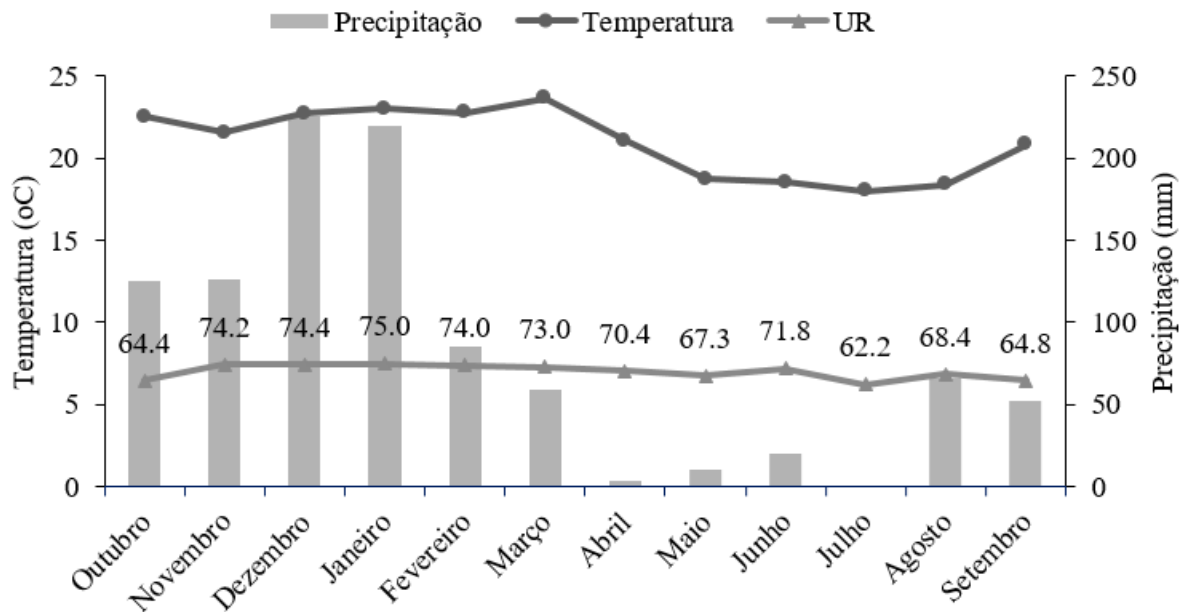 Precipitação Temperatura UR
Temperatura (oC)
25
20
15
10
5
0
64.4 74.2 74.4 75.0 74.0 73.0 70.4 67.3 71.8 62.2 68.4 64.8
250
200
150
100
50
0
Precipitação (mm)
Outubro
Novembro
Dezembro
Janeiro
Fevereiro
Março
Abril
Maio
Junho
Julho
Agosto
Setembro